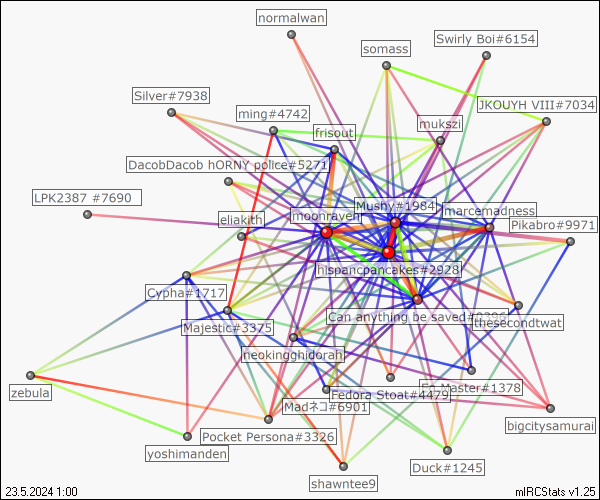 normalwan
Swirly Boi#6154
somass
Silver#7938
JKOUYH VIII#7034
ming#4742
mukszi
frisout
DacobDacob hORNY police#5271
LPK2387 #7690
Mushy#1984
marcemadness
moonraven
eliakith
Pikabro#9971
hispancpancakes#2928
Cypha#1717
Can anything be saved
thesecondtwat
Majestic#3375
neokingghidorah
Master#1378
Fedora Stoat#4479
zebula
Madネコ#6901
bigcitysamurai
Pocket Persona#3326
yoshimanden
Duck#1245
shawntee9
23.5.2024 1:00
mIRCStats v1.25